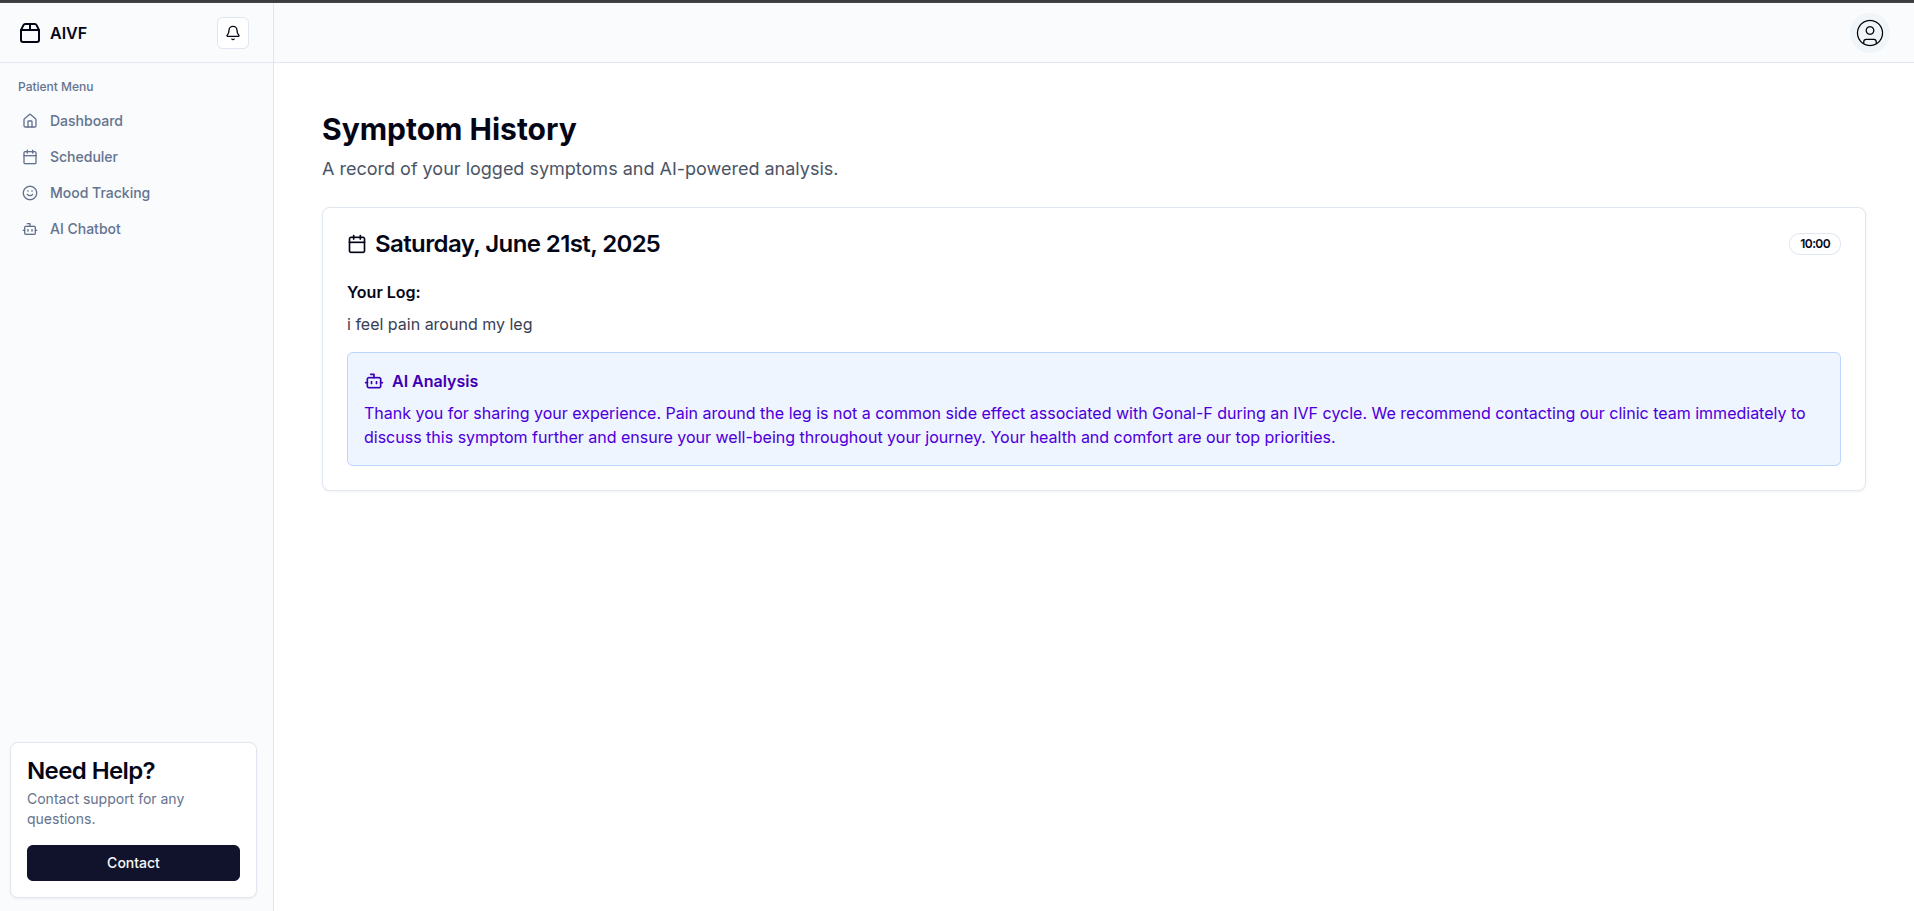 AIVF
Patient Menu
Dashboard
Scheduler
Mood Tracking
AI Chatbot
Symptom History
A record of your logged symptoms and AI-powered analysis.
Saturday, June 21st, 2025
10:00
Your Log:
i feel pain around my leg
AI Analysis
Thank you for sharing your experience. Pain around the leg is not a common side effect associated with Gonal-F during an IVF cycle. We recommend contacting our clinic team immediately to
discuss this symptom further and ensure your well-being throughout your journey. Your health and comfort are our top priorities.
Need Help?
Contact support for any
questions.
Contact